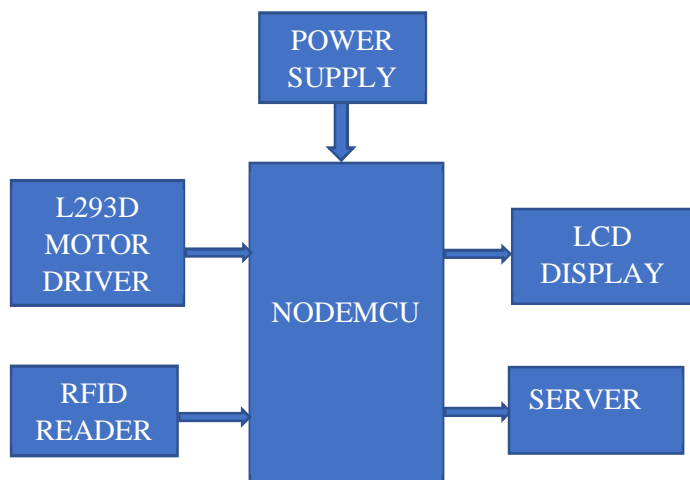 POWER
SUPPLY
L293D
MOTOR
DRIVER
NODEMCU
LCD
DISPLAY
RFID
READER
SERVER